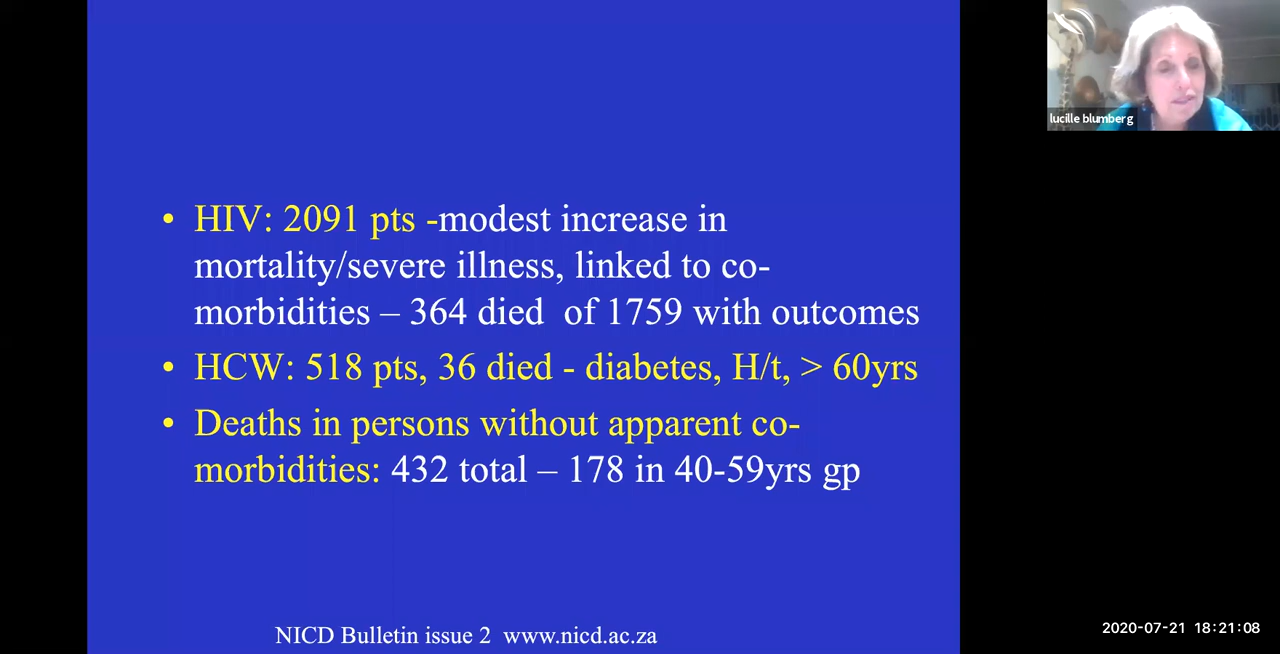 • HIV: 2091 pts -modest increase in
mortality/severe illness, linked to co-
morbidities – 364 died of 1759 with outcomes
• HCW: 518 pts, 36 died - diabetes, H/t, > 60yrs
• Deaths in persons without apparent co-
morbidities: 432 total – 178 in 40-59yrs gp
NICD Bulletin issue 2 www.nicd.ac.za
lucille blumberg
2020-07-21 18:21:08